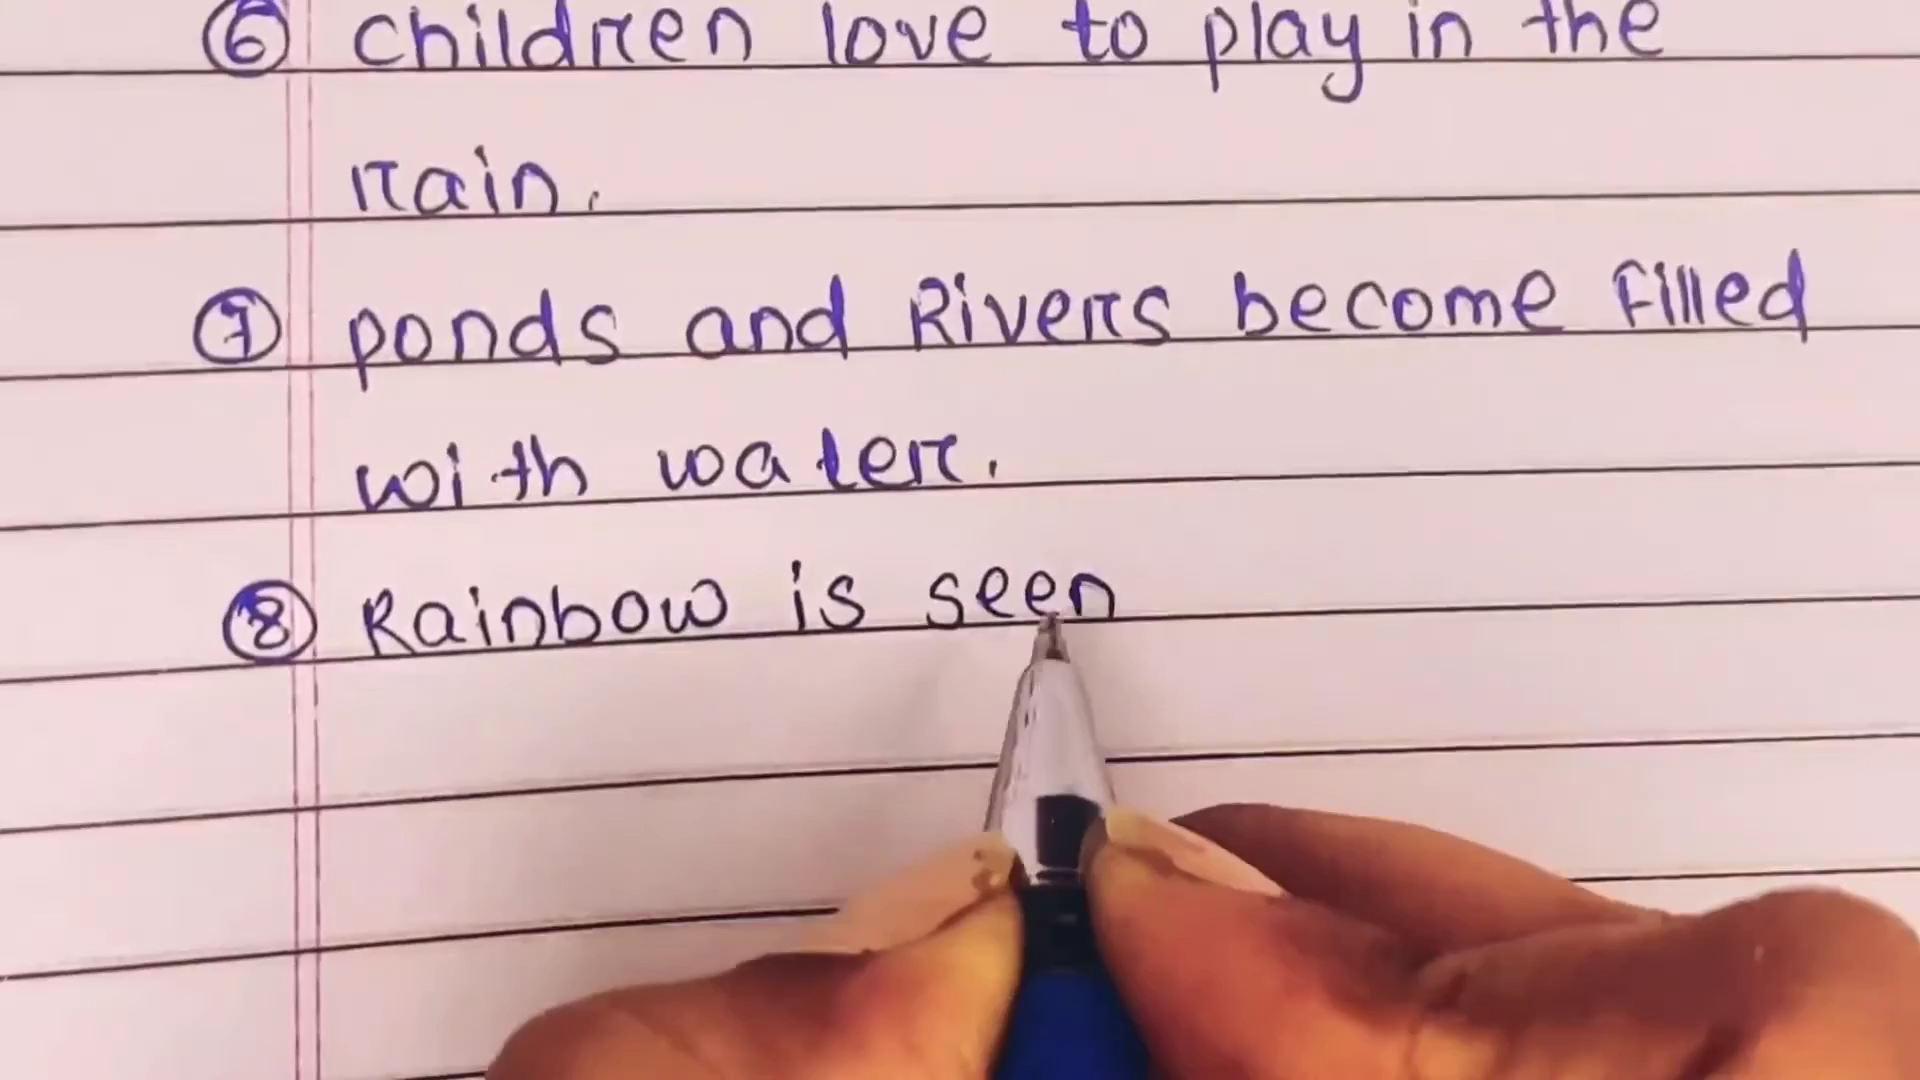 ⑥ children love to play in the
rain.
⑦ ponds and Rivers become Filled
with water.
⑧ Rainbow is seen